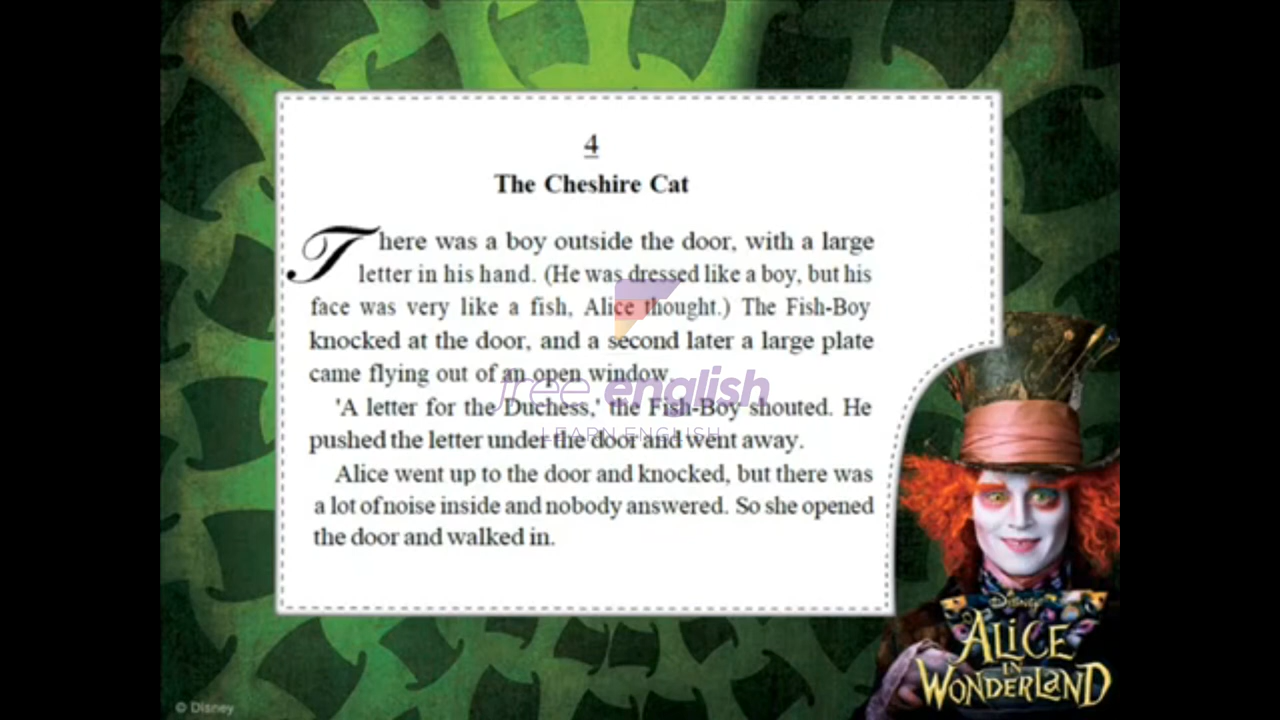 4
The Cheshire Cat
There was a boy outside the door, with a large
letter in his hand. (He was dressed like a boy, but his
face was very like a fish, Alice thought.) The Fish-Boy
knocked at the door, and a second later a large plate
came flying out of an open window.
'A letter for the Duchess,' the Fish-Boy shouted. He
pushed the letter under the door and went away.
Alice went up to the door and knocked, but there was
a lot of noise inside and nobody answered. So she opened
the door and walked in.
free english
LEARN ENGLISH
DISNEY
ALICE
IN
WONDERLAND
© Disney